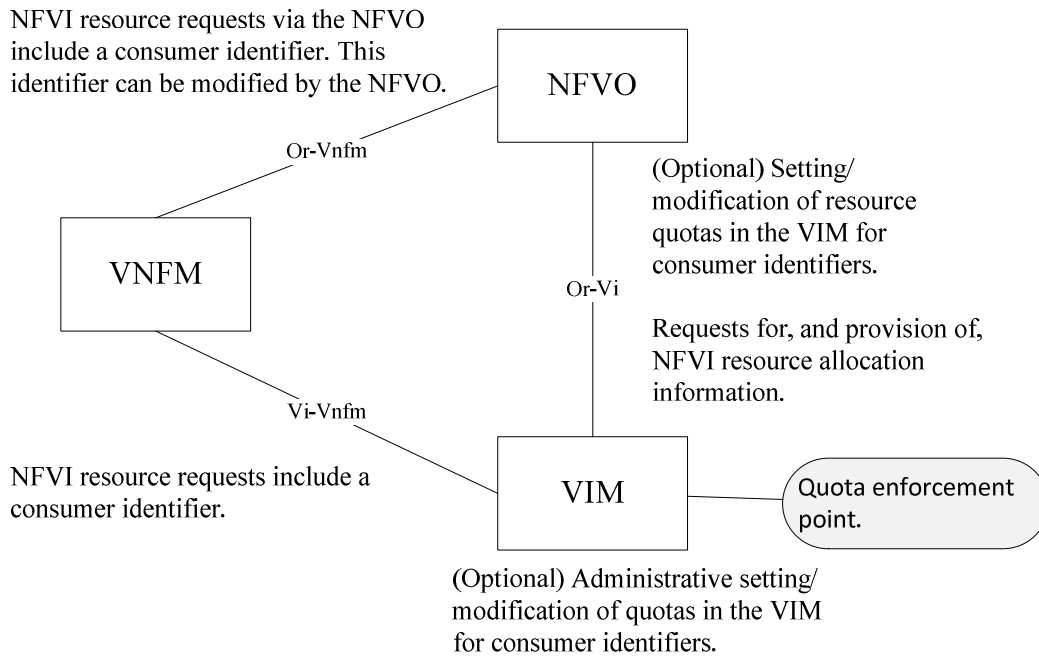 NFVI resource requests via the NFVO
include a consumer identifier. This
identifier can be modified by the NFVO.
NFVO
Or-Vnfm
(Optional) Setting/
modification of resource
quotas in the VIM for
consumer identifiers.
VNFM
Or-Vi
Requests for, and provision of,
NFVI resource allocation
information.
Vi-Vnfm
NFVI resource requests include a
consumer identifier.
VIM
Quota enforcement
point.
(Optional) Administrative setting/
modification of quotas in the VIM
for consumer identifiers.